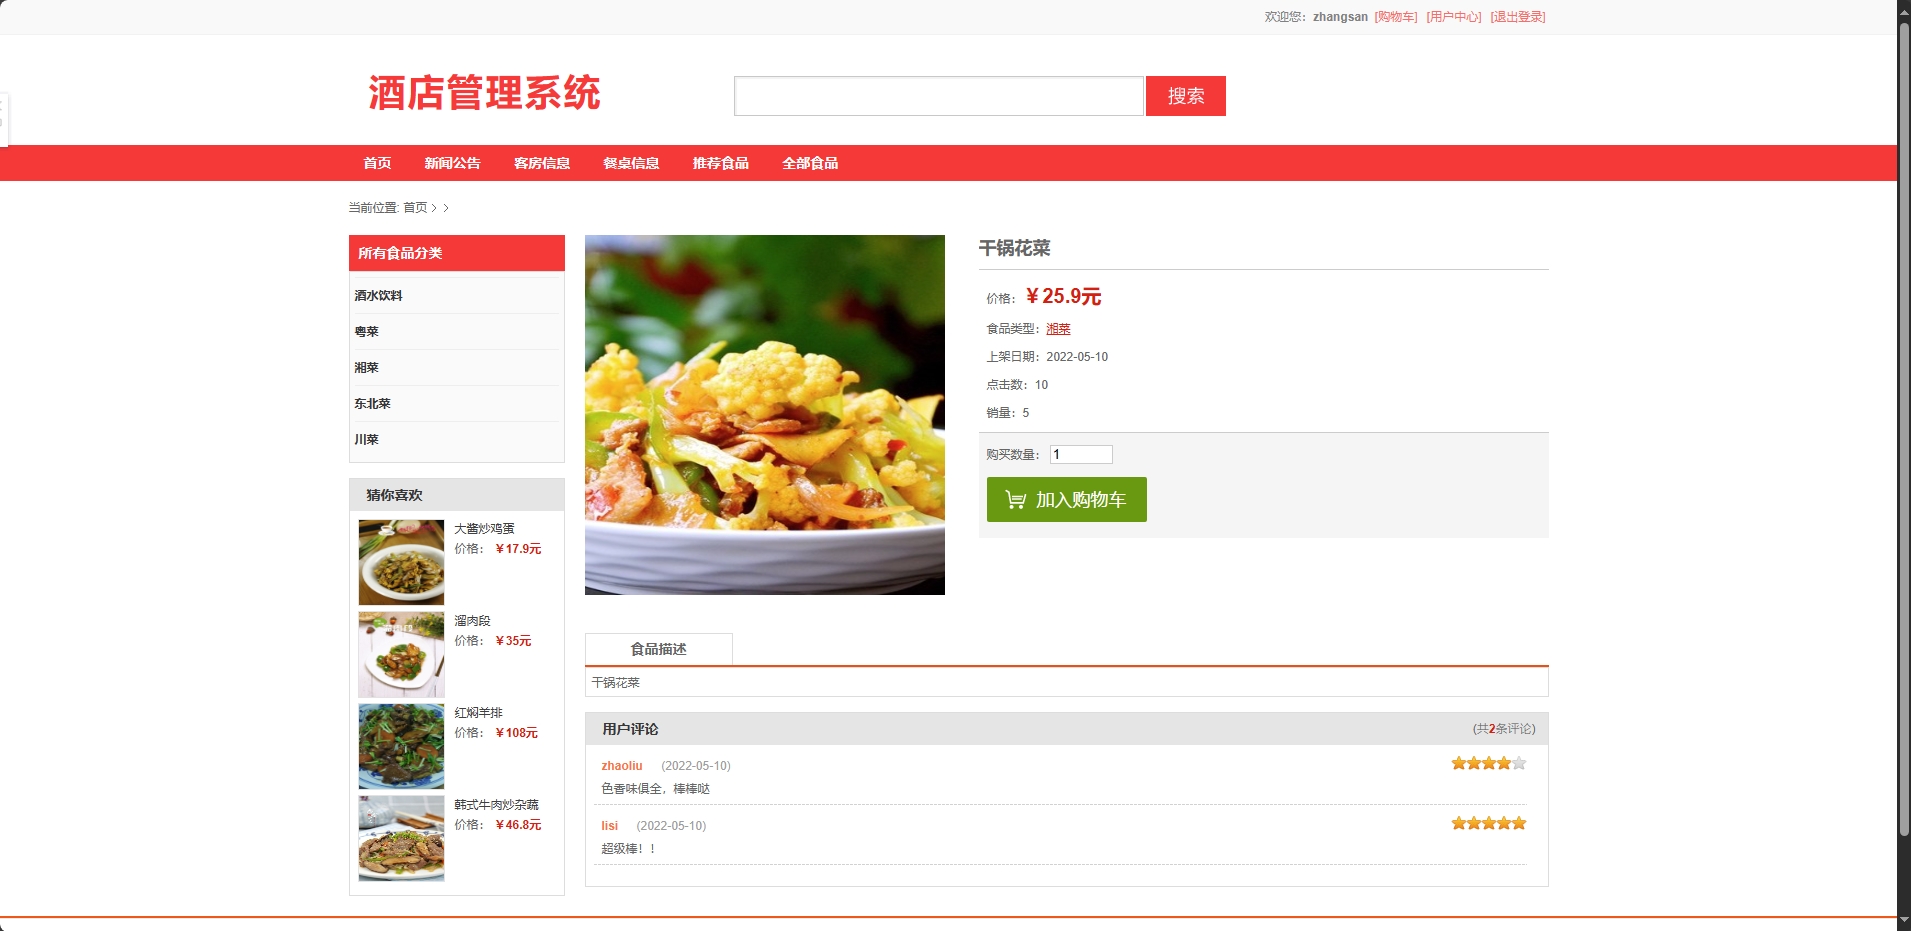 欢迎您：zhangsan [购物车] [用户中心] [退出登录]
酒店管理系统
搜索
首页 新闻公告 客房信息 餐桌信息 推荐食品 全部食品
当前位置: 首页 > >
所有食品分类
酒水饮料
粤菜
湘菜
东北菜
川菜
猜你喜欢
大酱炒鸡蛋
价格： ￥17.9元
溜肉段
价格： ￥35元
红焖羊排
价格： ￥108元
韩式牛肉炒杂蔬
价格： ￥46.8元
干锅花菜
价格： ￥25.9元
食品类型：湘菜
上架日期：2022-05-10
点击数：10
销量：5
购买数量： 1
加入购物车
食品描述
干锅花菜
用户评论 (共2条评论)
zhaoliu (2022-05-10)
色香味俱全，棒棒哒
lisi (2022-05-10)
超级棒！！